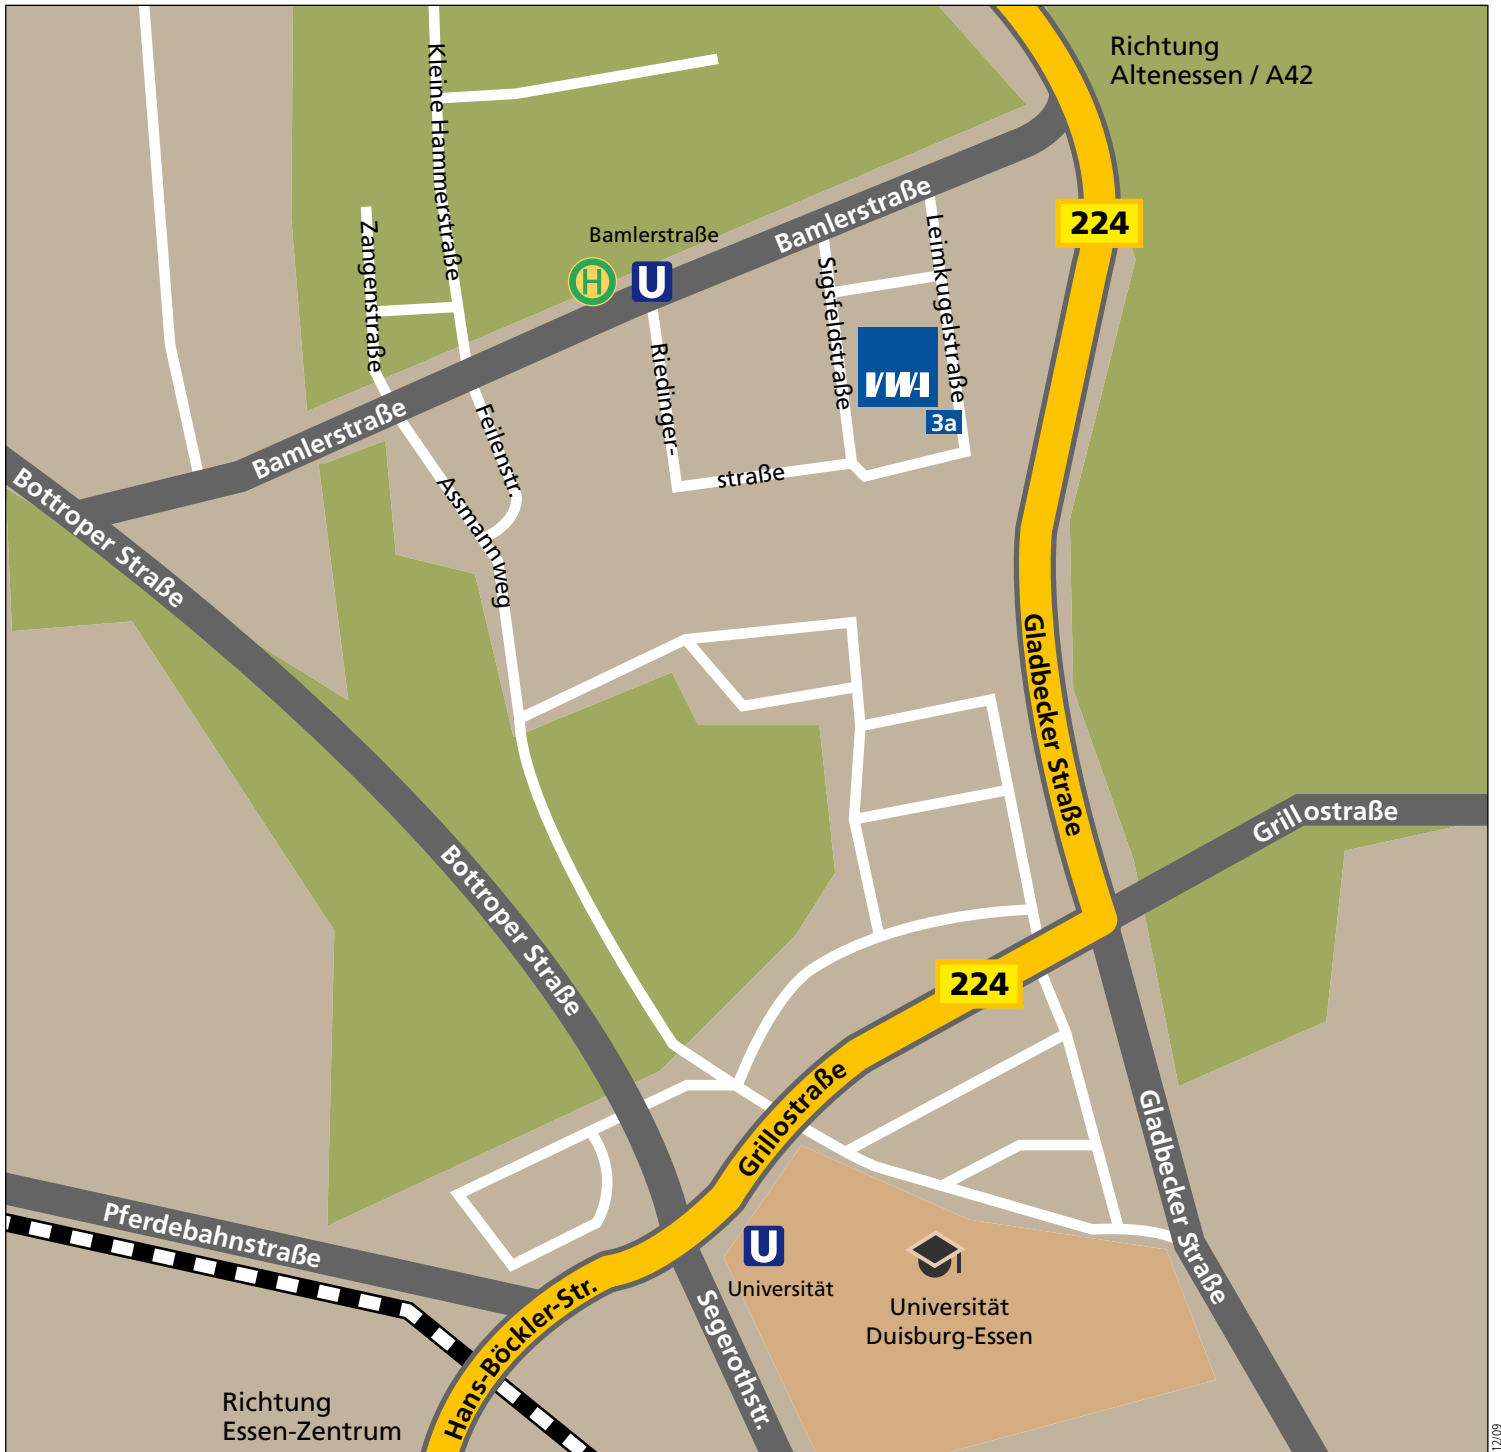 Richtung
Altenessen / A42
Kleine Hammerstraße
Zangenstraße
Bamlerstraße
H
U
Bamlerstraße
224
Leimkugelstraße
Sigsfeldstraße
VWA
3a
Riedinger-
straße
Feilenstr.
Bamlerstraße
Assmannweg
Bottroper Straße
Gladbecker Straße
Grillostraße
Bottroper Straße
224
Grillostraße
Gladbecker Straße
Pferdebahnstraße
U
Universität
Universität
Duisburg-Essen
Hans-Böckler-Str.
Segerothstr.
Richtung
Essen-Zentrum
12/09